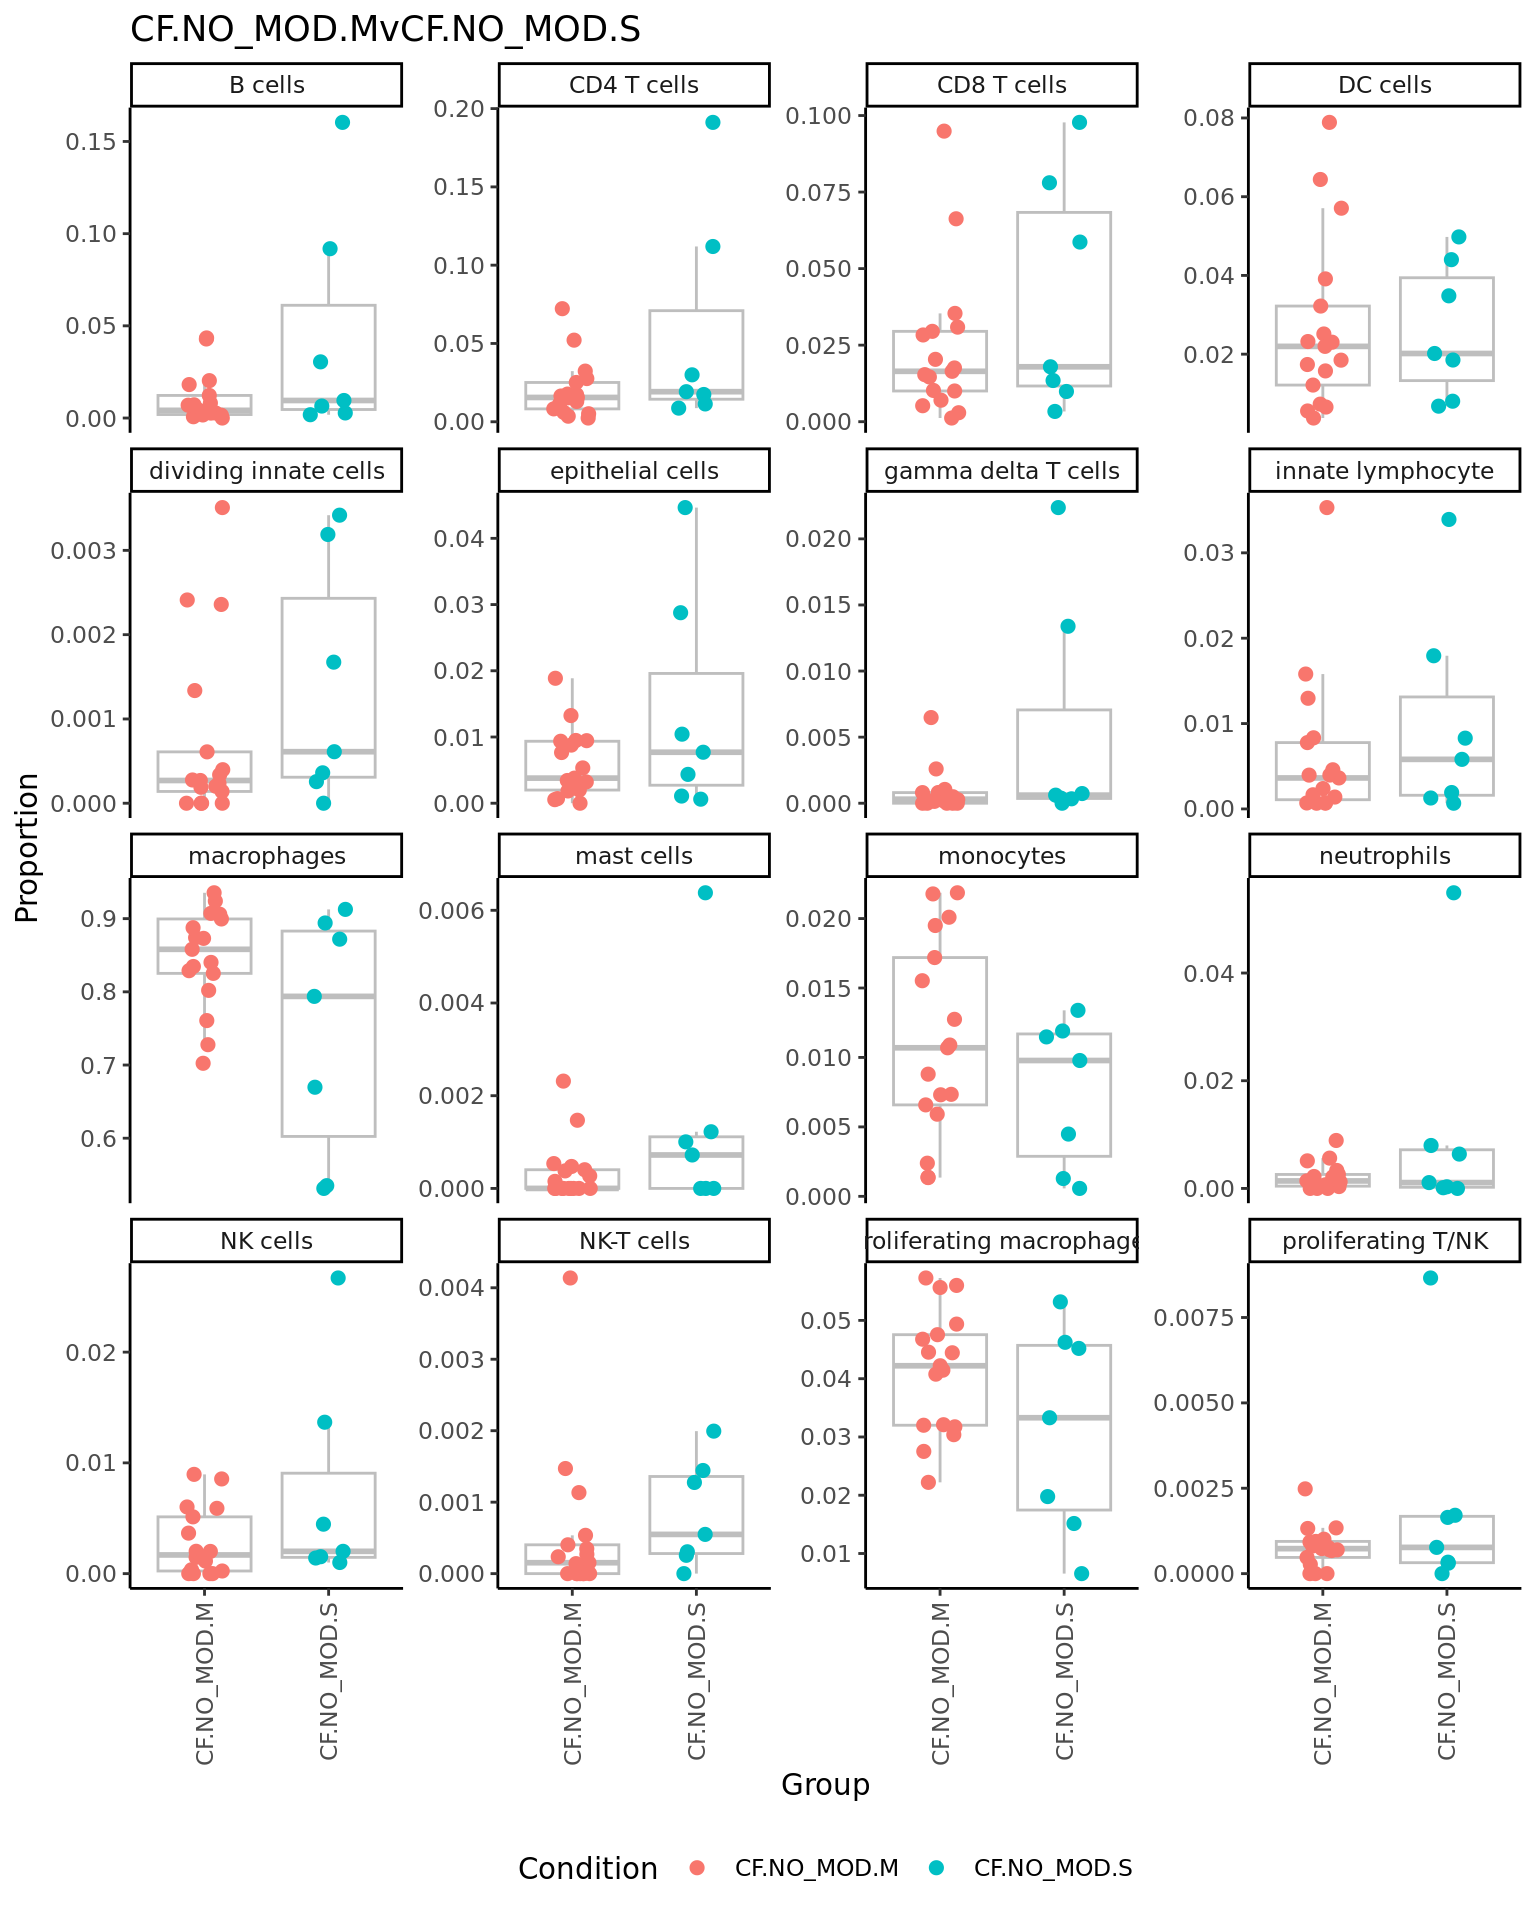 CF.NO_MOD.MvCF.NO_MOD.S
B cells
CD4 T cells
CD8 T cells
DC cells
0.15
0.10
0.05
0.00
0.20
0.15
0.10
0.05
0.00
0.100
0.075
0.050
0.025
0.000
0.08
0.06
0.04
0.02
dividing innate cells
epithelial cells
gamma delta T cells
innate lymphocyte
0.003
0.002
0.001
0.000
0.04
0.03
0.02
0.01
0.00
0.020
0.015
0.010
0.005
0.000
0.03
0.02
0.01
0.00
Proportion
macrophages
mast cells
monocytes
neutrophils
0.9
0.8
0.7
0.6
0.006
0.004
0.002
0.000
0.020
0.015
0.010
0.005
0.000
0.04
0.02
0.00
NK cells
NK-T cells
roliferating macrophage
proliferating T/NK
0.02
0.01
0.00
0.004
0.003
0.002
0.001
0.000
0.05
0.04
0.03
0.02
0.01
0.0075
0.0050
0.0025
0.0000
CF.NO_MOD.M
CF.NO_MOD.S
CF.NO_MOD.M
CF.NO_MOD.S
CF.NO_MOD.M
CF.NO_MOD.S
CF.NO_MOD.M
CF.NO_MOD.S
Group
Condition CF.NO_MOD.M CF.NO_MOD.S